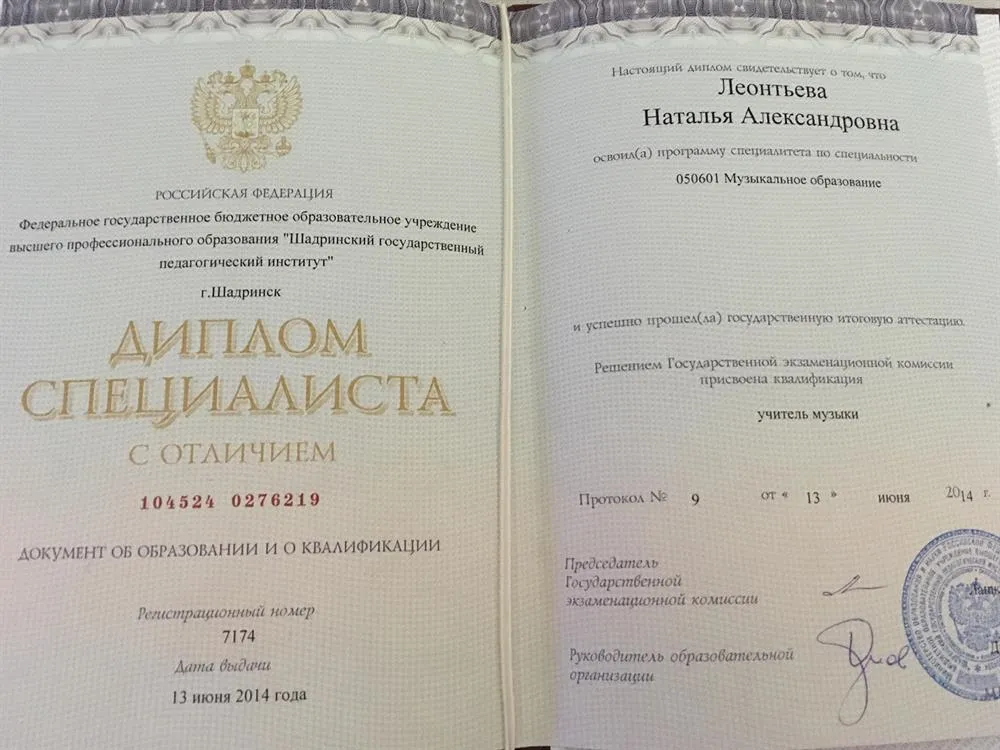 РОССИЙСКАЯ ФЕДЕРАЦИЯ
Федеральное государственное бюджетное образовательное учреждение
высшего профессионального образования "Шадринский государственный
педагогический институт"
г.Шадринск
ДИПЛОМ
СПЕЦИАЛИСТА
С ОТЛИЧИЕМ
104524 0276219
ДОКУМЕНТ ОБ ОБРАЗОВАНИИ И О КВАЛИФИКАЦИИ
Регистрационный номер
7174
Дата выдачи
13 июня 2014 года
Настоящий диплом свидетельствует о том, что
Леонтьева
Наталья Александровна
освоил(а) программу специалитета по специальности
050601 Музыкальное образование
и успешно прошел(ла) государственную итоговую аттестацию.
Решением Государственной экзаменационной комиссии
присвоена квалификация
учитель музыки
Протокол № 9 от « 13 » июня 2014 г.
Председатель
Государственной
экзаменационной комиссии
Руководитель образовательной
организации